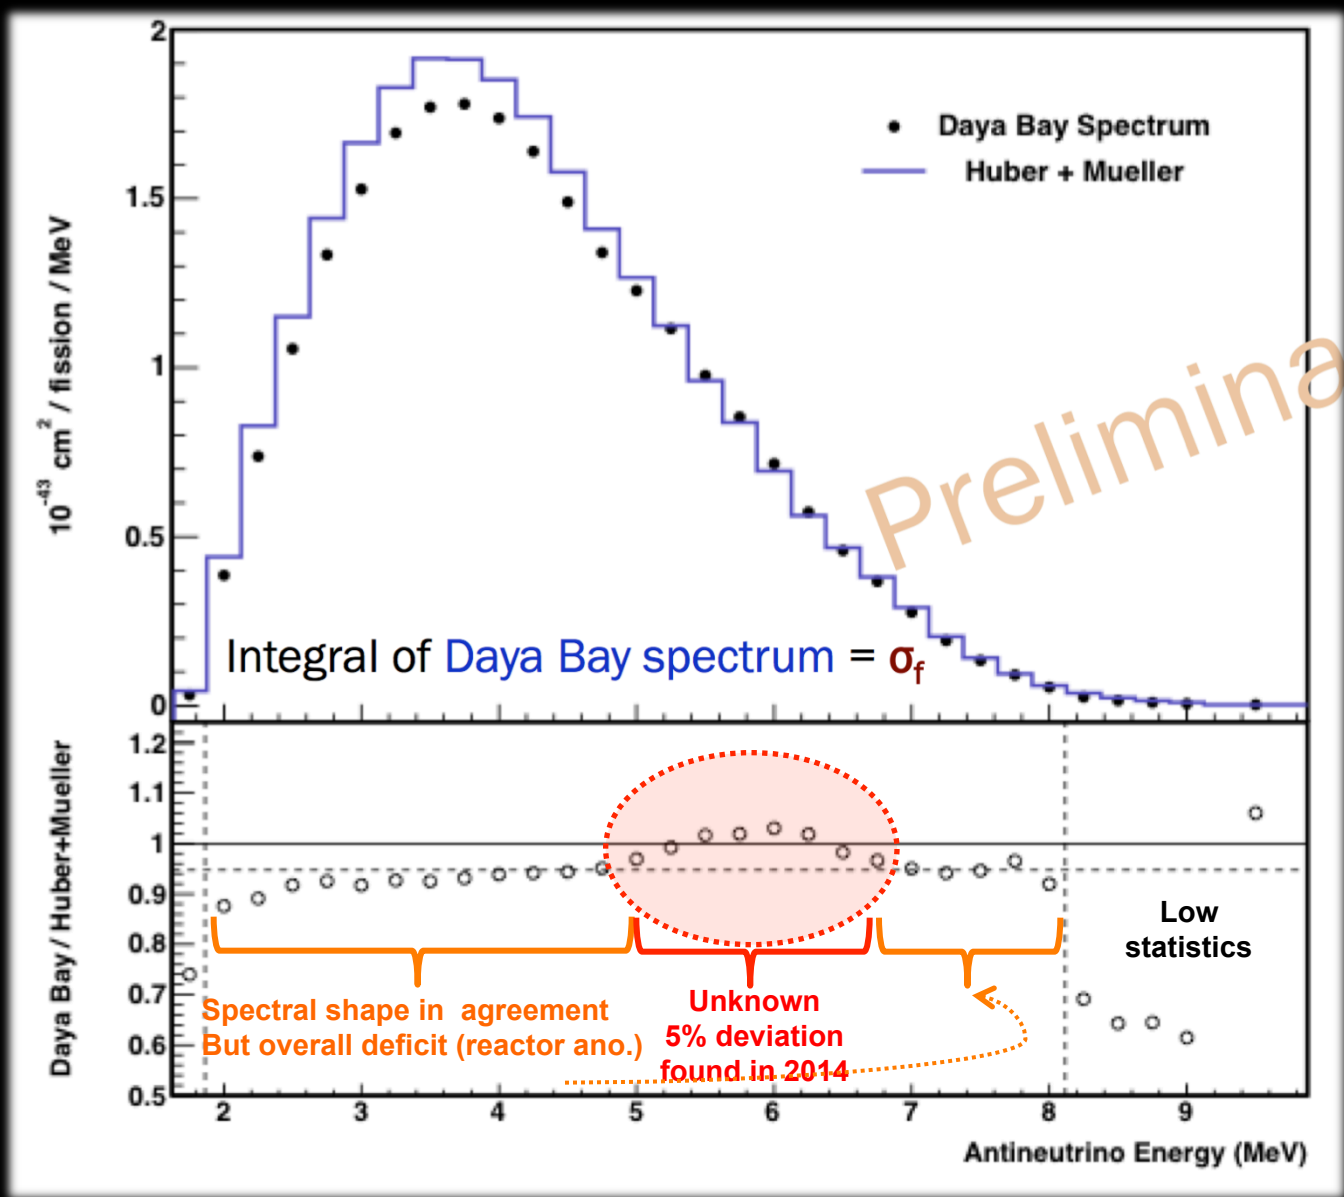 2
1.5
1
0.5
0
10⁻⁴³ cm² / fission / MeV
Daya Bay Spectrum
Huber + Mueller
Prelimina
Integral of Daya Bay spectrum = σf
1.2
1.1
1
0.9
0.8
0.7
0.6
0.5
Daya Bay / Huber+Mueller
Low
statistics
Spectral shape in agreement
But overall deficit (reactor ano.)
Unknown
5% deviation
found in 2014
2 3 4 5 6 7 8 9
Antineutrino Energy (MeV)